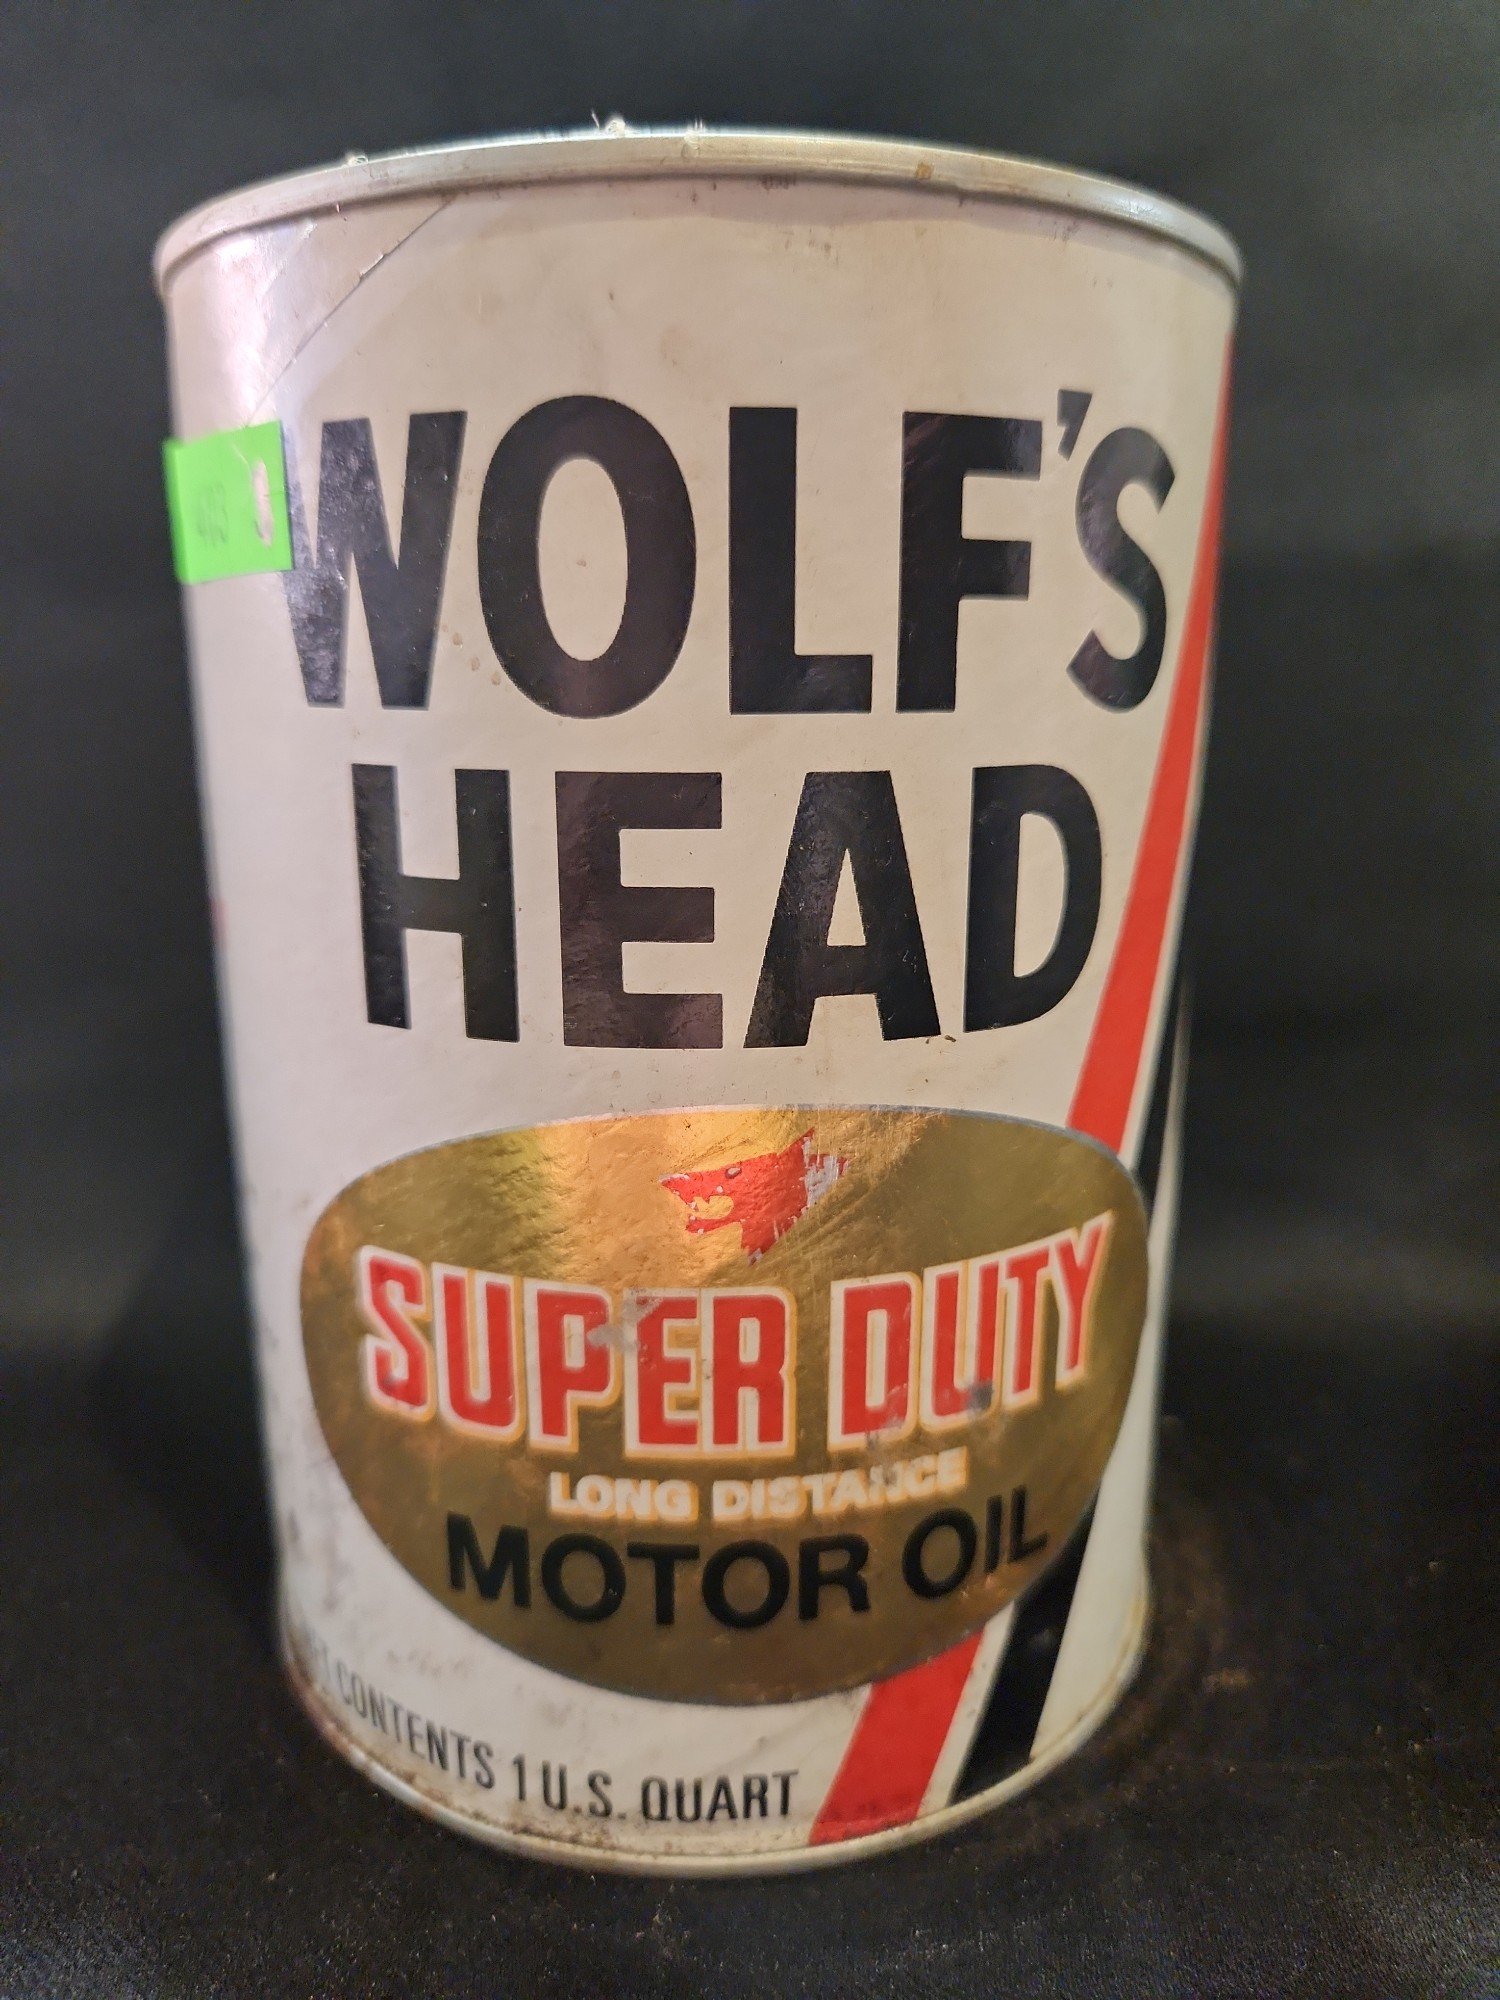 WOLF'S
HEAD
SUPER DUTY
LONG DISTANCE
MOTOR OIL
CONTENTS 1 U.S. QUART